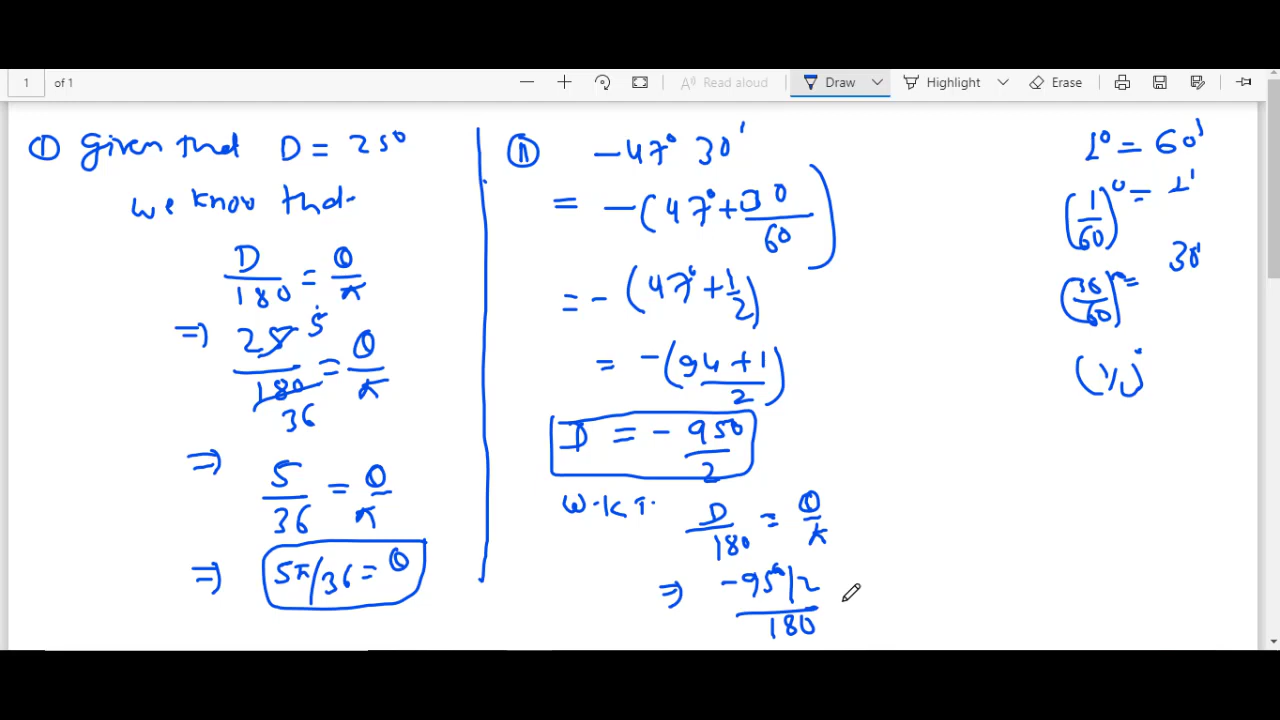 1 of 1 Read aloud Draw Highlight Erase
① Given that D = 25°
we know that
D/180 = θ/π
⇒ 25/180 = θ/π
5
36
⇒ 5/36 = θ/π
⇒ 5π/36 = θ
② -47° 30'
= -(47° + 30/60)
= -(47° + 1/2)
= -(94 + 1/2)
D = - 95°/2
W.K.T. D/180 = θ/π
⇒ -95°/2/180
1° = 60'
(1/60)° = 1'
(30/60)° = 30'
(1/2)°